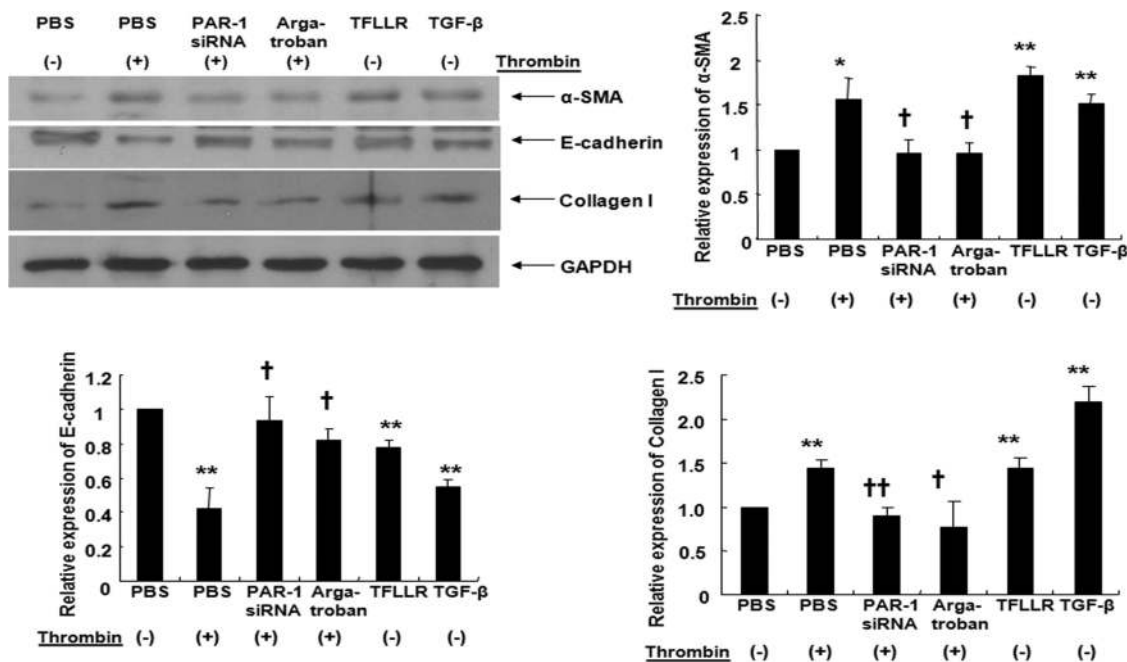 PBS PBS PAR-1 Arga- TFLLR TGF-β
siRNA troban
(-) (+) (+) (+) (-) (-) Thrombin
α-SMA
E-cadherin
Collagen I
GAPDH
Relative expression of α-SMA
2.5
2
1.5
1
0.5
0
* † † ** **
PBS PBS PAR-1 Arga- TFLLR TGF-β
siRNA troban
Thrombin (-) (+) (+) (+) (-) (-)
Relative expression of E-cadherin
1.2
1
0.8
0.6
0.4
0.2
0
** † † ** **
PBS PBS PAR-1 Arga- TFLLR TGF-β
siRNA troban
Thrombin (-) (+) (+) (+) (-) (-)
Relative expression of Collagen I
2.5
2.0
1.5
1.0
0.5
0.0
** †† † ** **
PBS PBS PAR-1 Arga- TFLLR TGF-β
siRNA troban
Thrombin (-) (+) (+) (+) (-) (-)